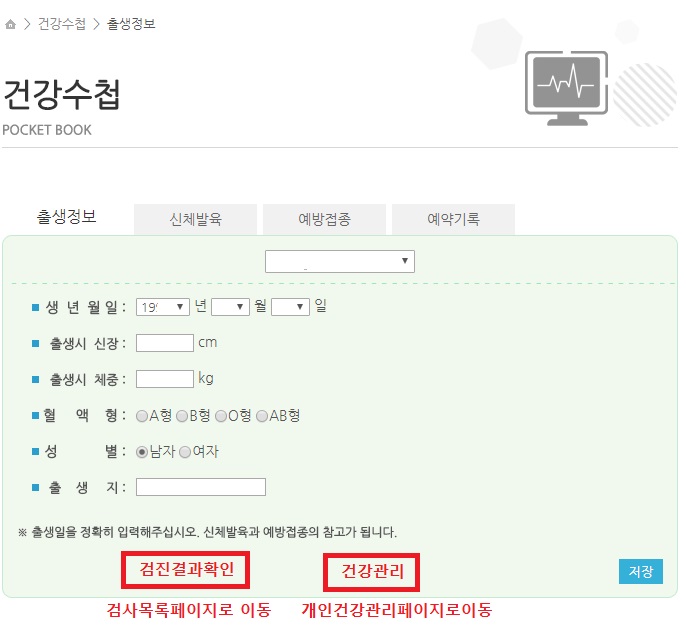 > 건강수첩 > 출생정보
건강수첩
POCKET BOOK
출생정보 신체발육 예방접종 예약기록
생 년 월 일 : 년 월 일
출생시 신장 : cm
출생시 체중 : kg
혈 액 형 : A형 B형 O형 AB형
성 별 : 남자 여자
출 생 지 :
※ 출생일을 정확히 입력해주십시오. 신체발육과 예방접종의 참고가 됩니다.
검진결과확인 건강관리 저장
검사목록페이지로 이동 개인건강관리페이지로이동